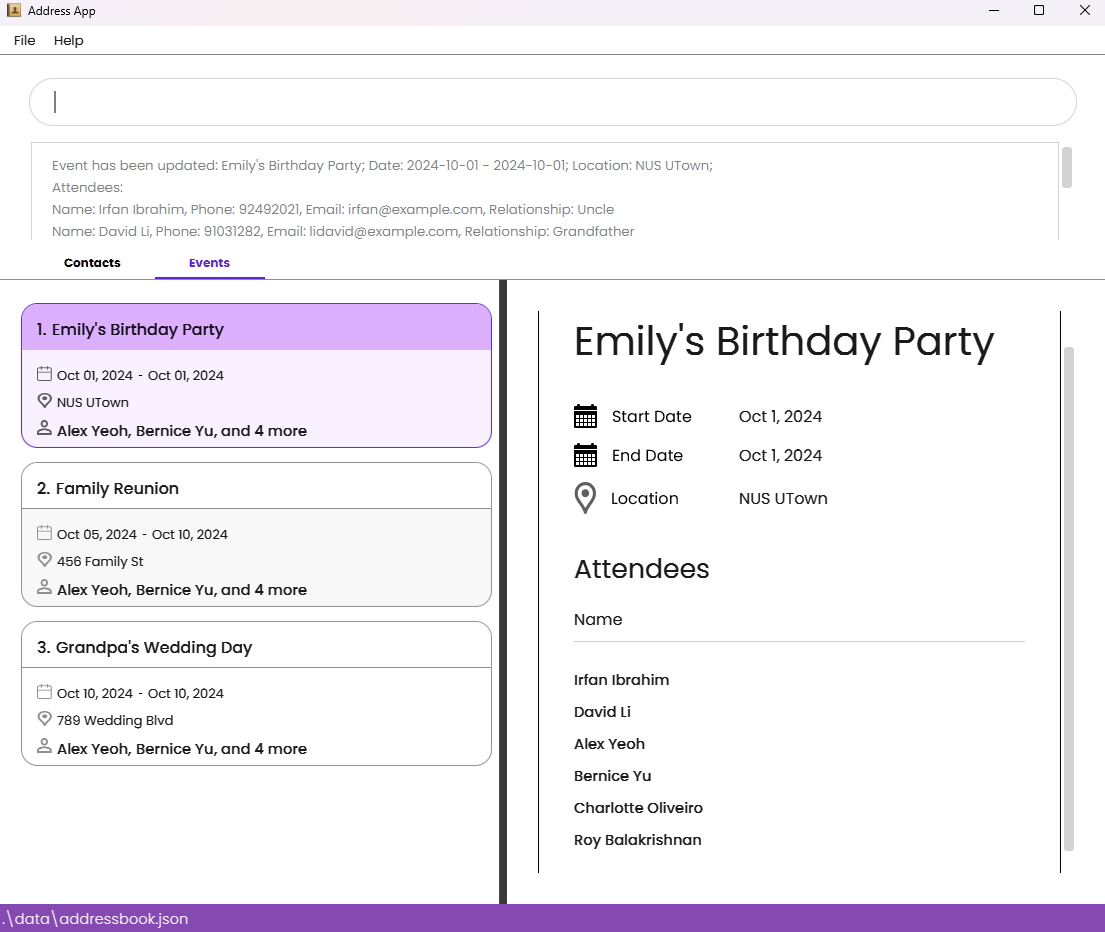 Address App
File Help
Event has been updated: Emily's Birthday Party; Date: 2024-10-01 - 2024-10-01; Location: NUS UTown;
Attendees:
Name: Irfan Ibrahim, Phone: 92492021, Email: irfan@example.com, Relationship: Uncle
Name: David Li, Phone: 91031282, Email: lidavid@example.com, Relationship: Grandfather
Contacts Events
1. Emily's Birthday Party
Oct 01, 2024 - Oct 01, 2024
NUS UTown
Alex Yeoh, Bernice Yu, and 4 more
2. Family Reunion
Oct 05, 2024 - Oct 10, 2024
456 Family St
Alex Yeoh, Bernice Yu, and 4 more
3. Grandpa's Wedding Day
Oct 10, 2024 - Oct 10, 2024
789 Wedding Blvd
Alex Yeoh, Bernice Yu, and 4 more
Emily's Birthday Party
Start Date Oct 1, 2024
End Date Oct 1, 2024
Location NUS UTown
Attendees
Name
Irfan Ibrahim
David Li
Alex Yeoh
Bernice Yu
Charlotte Oliveiro
Roy Balakrishnan
.\data\addressbook.json